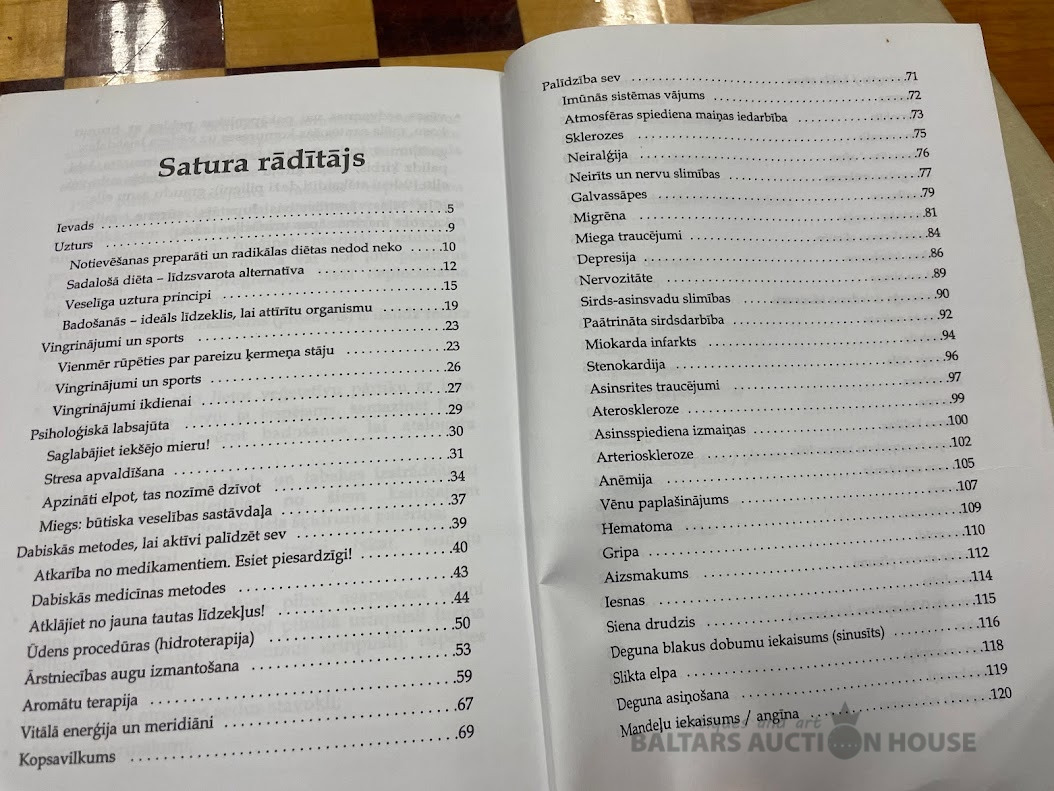 Satura rādītājs
Ievads ........................................................5
Uzturs ........................................................9
Notievēšanas preparāti un radikālas diētas nedod neko .....10
Sadalošā diēta – līdzsvarota alternatīva ....................12
Veselīga uztura principi ...................................15
Badošanās – ideāls līdzeklis, lai attīrītu organismu ...........19
Vingrinājumi un sports ........................................23
Vienmēr rūpēties par pareizu ķermeņa stāju ................23
Vingrinājumi un sports .....................................26
Vingrinājumi ikdienai .......................................27
Psiholoģiskā labsajūta .........................................29
Saglabājiet iekšējo mieru! ...................................30
Stresa apvaldīšana .........................................31
Apzināti elpot, tas nozīmē dzīvot ............................34
Miegs: būtiska veselības sastāvdaļa ...........................37
Dabiskās metodes, lai aktīvi palīdzēt sev .........................39
Atkarība no medikamentiem. Esiet piesardzīgi! ...............40
Dabiskās medicīnas metodes ................................43
Atklājiet no jauna tautas līdzekļus! ...........................44
Ūdens procedūras (hidroterapija) ............................50
Ārstniecības augu izmantošana ..............................53
Aromātu terapija ...........................................59
Vitālā enerģija un meridiāni .................................67
Kopsavilkums .............................................69
Palīdzība sev ...............................................71
Imūnās sistēmas vājums .....................................72
Atmosfēras spiediena maiņas iedarbība ......................73
Sklerozes .................................................75
Neiralģija .................................................76
Neirīts un nervu slimības ...................................77
Galvassāpes ...............................................79
Migrēna ..................................................81
Miega traucējumi ..........................................84
Depresija .................................................86
Nervozitāte ...............................................89
Sirds-asinsvadu slimības ....................................90
Paātrināta sirdsdarbība .....................................92
Miokarda infarkts ..........................................94
Stenokardija ...............................................96
Asinsrites traucējumi .......................................97
Ateroskleroze ..............................................99
Asinsspiediena izmaiņas ...................................100
Arterioskleroze ...........................................102
Anēmija .................................................105
Vēnu paplašinājums .......................................107
Hematoma ...............................................109
Gripa ....................................................110
Aizsmakums ..............................................112
Iesnas ...................................................114
Siena drudzis .............................................115
Deguna blakus dobumu iekaisums (sinusīts) ................116
Slikta elpa ................................................118
Deguna asiņošana .........................................119
Mandeļu iekaisums / angīna ...............................120
antiques and art
BALTARS AUCTION HOUSE